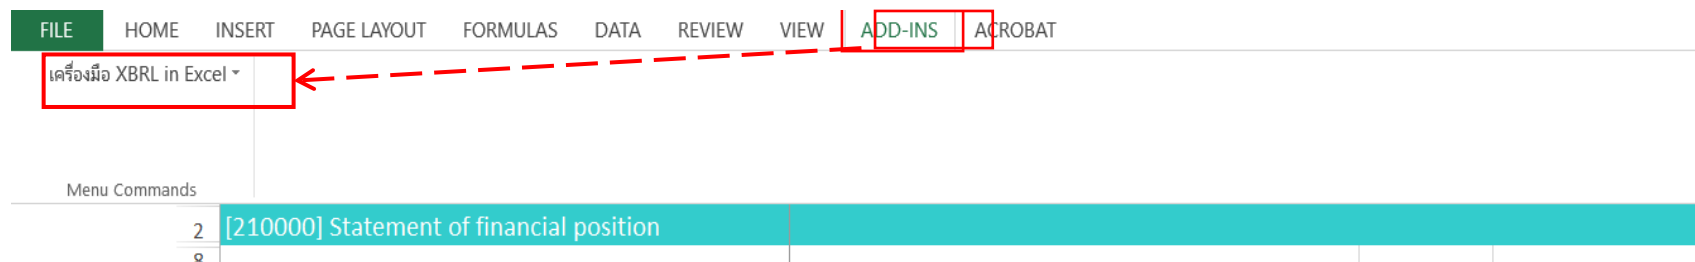 FILE HOME INSERT PAGE LAYOUT FORMULAS DATA REVIEW VIEW ADD-INS ACROBAT
เครื่องมือ XBRL in Excel
Menu Commands
2 [210000] Statement of financial position
8